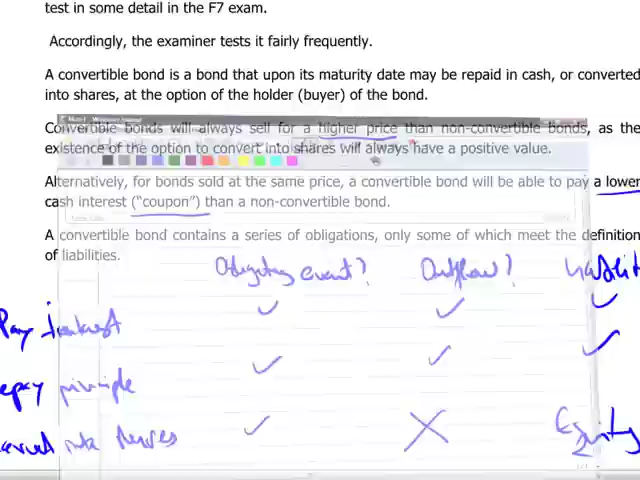 test in some detail in the F7 exam.
Accordingly, the examiner tests it fairly frequently.
A convertible bond is a bond that upon its maturity date may be repaid in cash, or converted
into shares, at the option of the holder (buyer) of the bond.
Convertible bonds will always sell for a higher price than non-convertible bonds, as the
existence of the option to convert into shares will always have a positive value.
Alternatively, for bonds sold at the same price, a convertible bond will be able to pay a lower
cash interest ("coupon") than a non-convertible bond.
A convertible bond contains a series of obligations, only some of which meet the definition
of liabilities.
Obligating event? Outflow?
Pay interest
epay principle
Equity